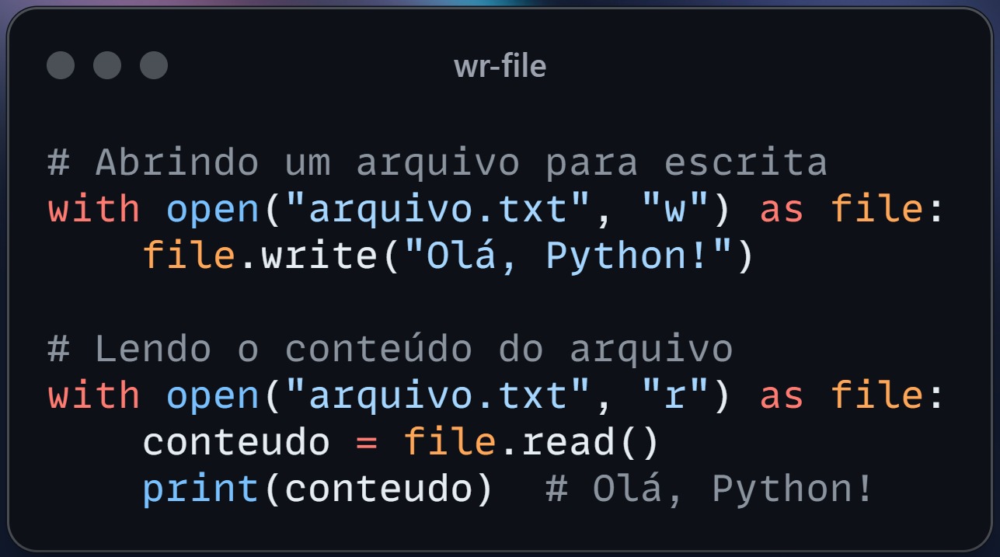 wr-file
# Abrindo um arquivo para escrita
with open("arquivo.txt", "w") as file:
    file.write("Olá, Python!")
# Lendo o conteúdo do arquivo
with open("arquivo.txt", "r") as file:
    conteudo = file.read()
    print(conteudo)  # Olá, Python!